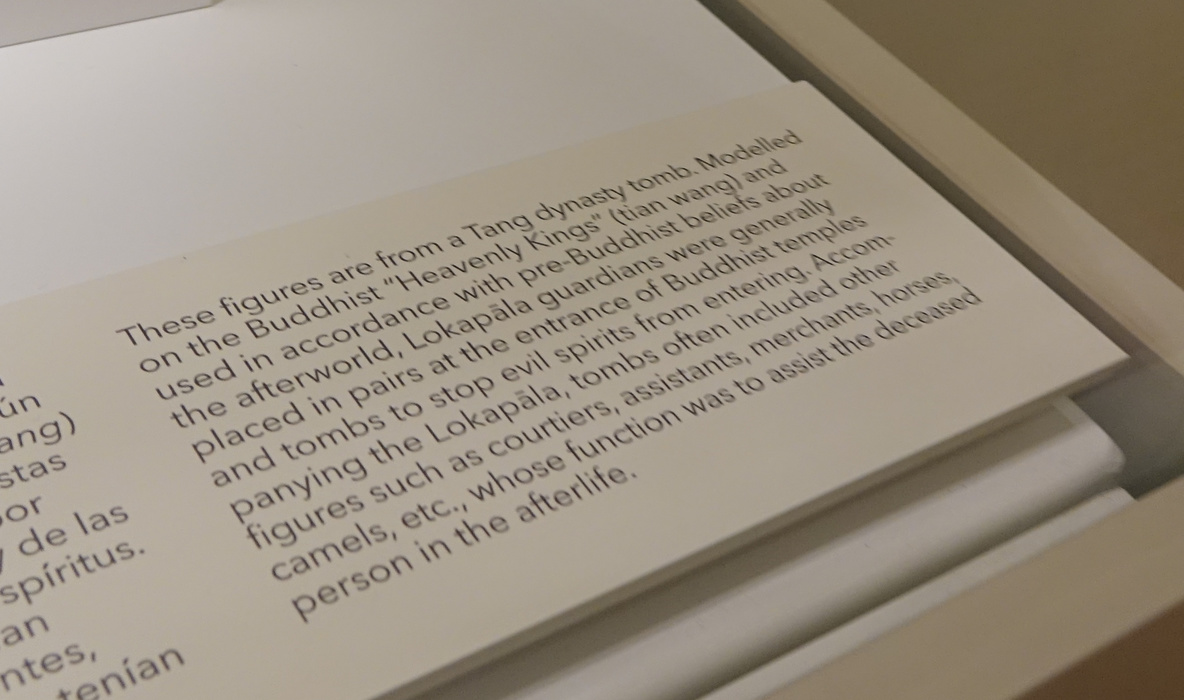 ún
ang)
stas
or
y de las
spíritus.
an
ntes,
tenían
These figures are from a Tang dynasty tomb. Modelled
on the Buddhist “Heavenly Kings” (tian wang) and
used in accordance with pre-Buddhist beliefs about
the afterworld, Lokapāla guardians were generally
placed in pairs at the entrance of Buddhist temples
and tombs to stop evil spirits from entering. Accom-
panying the Lokapāla, tombs often included other
figures such as courtiers, assistants, merchants, horses,
camels, etc., whose function was to assist the deceased
person in the afterlife.